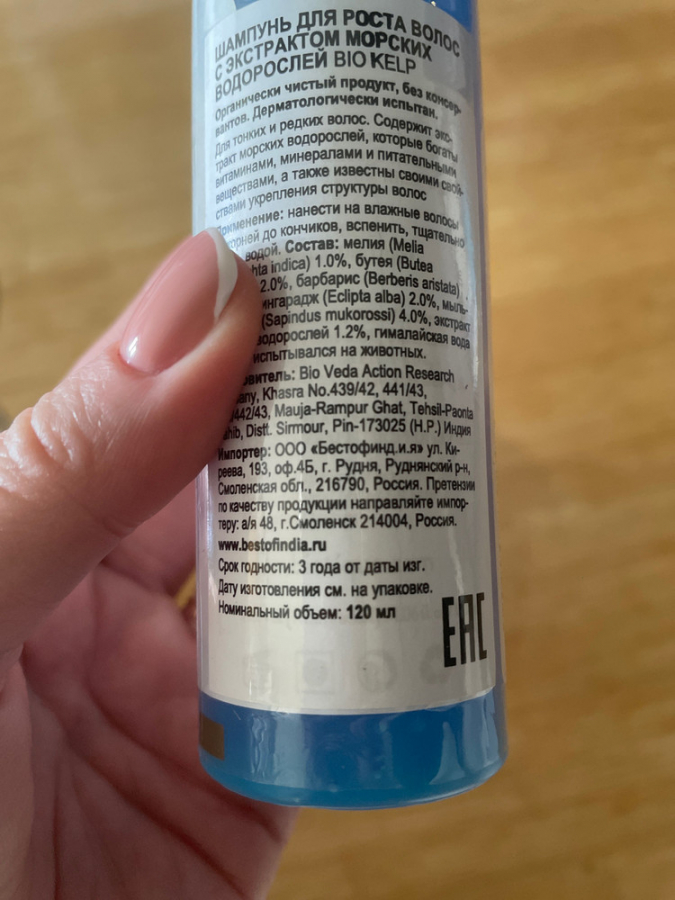 ШАМПУНЬ ДЛЯ РОСТА ВОЛОС
С ЭКСТРАКТОМ МОРСКИХ
ВОДОРОСЛЕЙ BIO KELP
Органически чистый продукт, без консер-
вантов. Дерматологически испытан.
Для тонких и редких волос. Содержит экс-
тракт морских водорослей, которые богаты
витаминами, минералами и питательными
веществами, а также известны своими свой-
ствами укрепления структуры волос
Применение: нанести на влажные волосы
корней до кончиков, вспенить, тщательно
водой. Состав: мелия (Melia
indica) 1.0%, бутея (Butea
2.0%, барбарис (Berberis aristata)
нгарадж (Eclipta alba) 2.0%, мыль-
(Sapindus mukorossi) 4.0%, экстракт
водорослей 1.2%, гималайская вода
испытывался на животных.
овитель: Bio Veda Action Research
any, Khasra No.439/42, 441/43,
/442/43, Mauja-Rampur Ghat, Tehsil-Paonta
ahib, Distt. Sirmour, Pin-173025 (H.P.) Индия
Импортер: ООО «Бестофинд.и.я» ул. Ки-
реева, 193, оф.4Б, г. Рудня, Руднянский р-н,
Смоленская обл., 216790, Россия. Претензии
по качеству продукции направляйте импор-
теру: а/я 48, г.Смоленск 214004, Россия.
www.bestofindia.ru
Срок годности: 3 года от даты изг.
Дату изготовления см. на упаковке.
Номинальный объем: 120 мл
EAC